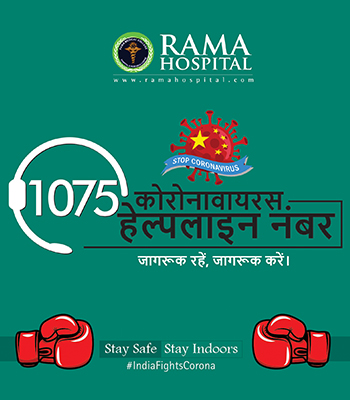 RAMA
HOSPITAL
www.ramahospital.com
STOP CORONAVIRUS
1075 कोरोनावायरस
हेल्पलाइन नंबर
जागरूक रहें, जागरूक करें।
Stay Safe Stay Indoors
#IndiaFightsCorona